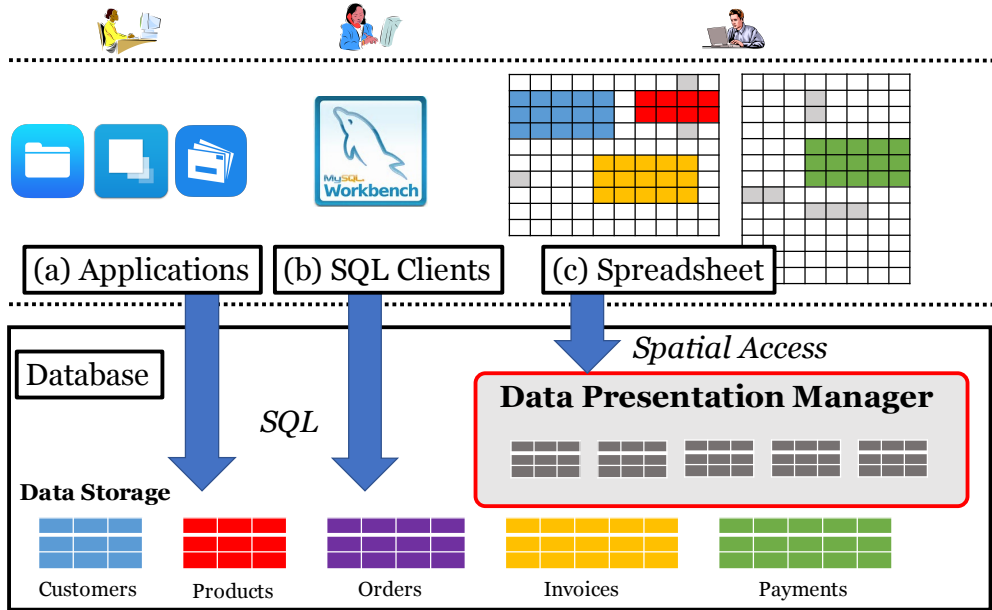 MySQL
Workbench
(a) Applications
(b) SQL Clients
(c) Spreadsheet
Spatial Access
Database
Data Presentation Manager
SQL
Data Storage
Customers
Products
Orders
Invoices
Payments